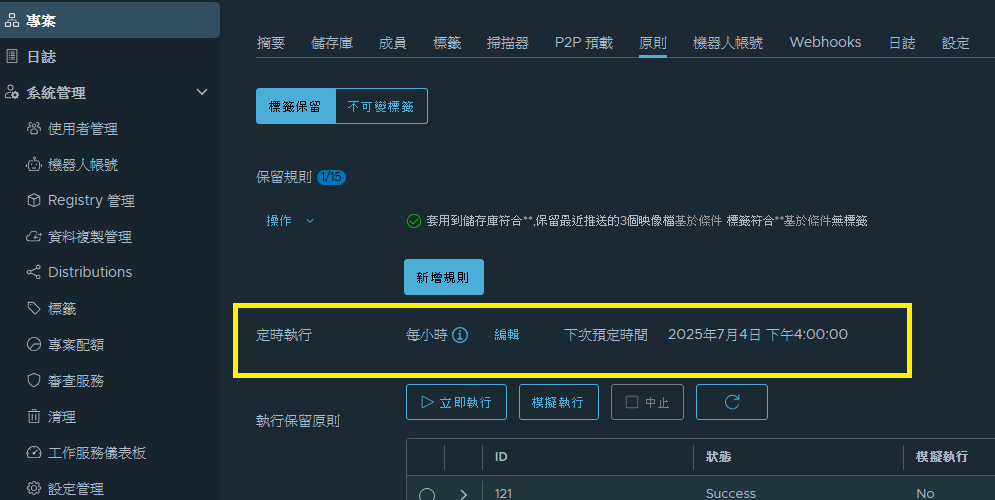 專案
日誌
系統管理
使用者管理
機器人帳號
Registry 管理
資料複製管理
Distributions
標籤
專案配額
審查服務
清理
工作服務儀表板
設定管理
摘要 儲存庫 成員 標籤 掃描器 P2P 預載 原則 機器人帳號 Webhooks 日誌 設定
標籤保留 不可變標籤
保留規則 1/15
操作 套用到儲存庫符合**,保留最近推送的3個映像檔基於條件 標籤符合**基於條件無標籤
新增規則
定時執行 每小時 編輯 下次預定時間 2025年7月4日 下午4:00:00
執行保留原則 立即執行 模擬執行 中止
ID 狀態 模擬執行
121 Success No